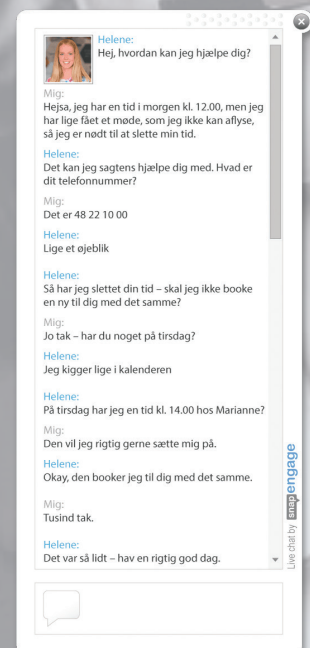 Helene:
Hej, hvordan kan jeg hjælpe dig?
Mig:
Hejsa, jeg har en tid i morgen kl. 12.00, men jeg
har lige fået et møde, som jeg ikke kan aflyse,
så jeg er nødt til at slette min tid.
Helene:
Det kan jeg sagtens hjælpe dig med. Hvad er
dit telefonnummer?
Mig:
Det er 48 22 10 00
Helene:
Lige et øjeblik
Helene:
Så har jeg slettet din tid – skal jeg ikke booke
en ny til dig med det samme?
Mig:
Jo tak – har du noget på tirsdag?
Helene:
Jeg kigger lige i kalenderen
Helene:
På tirsdag har jeg en tid kl. 14.00 hos Marianne?
Mig:
Den vil jeg rigtig gerne sætte mig på.
Helene:
Okay, den booker jeg til dig med det samme.
Mig:
Tusind tak.
Helene:
Det var så lidt – hav en rigtig god dag.
Live chat by snapengage